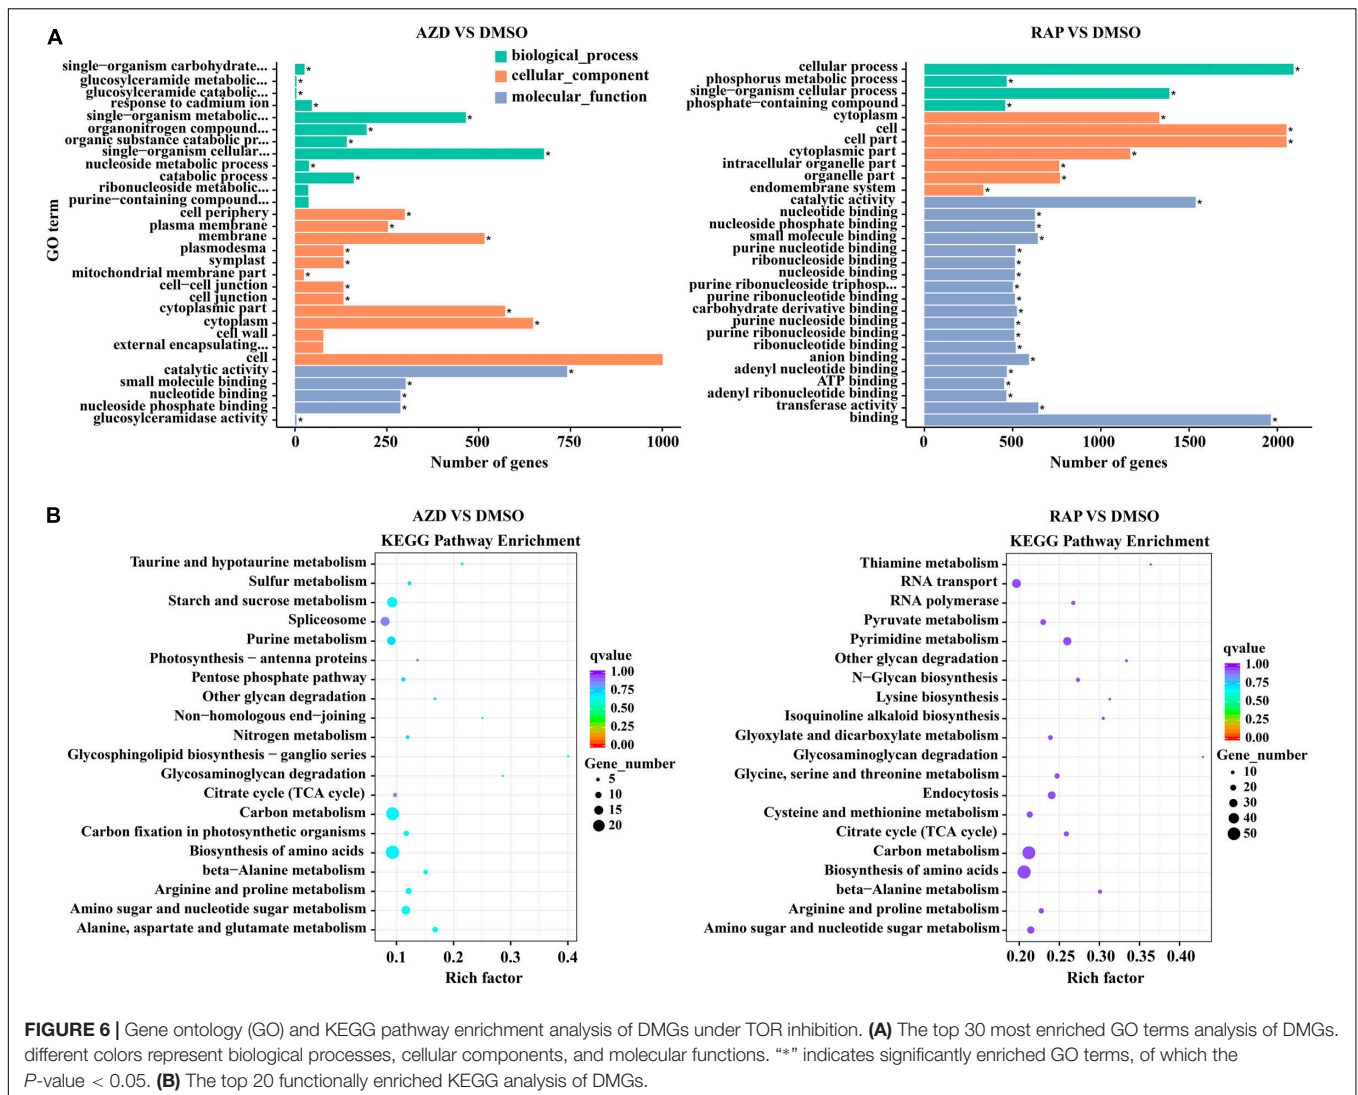 A
AZD VS DMSO
biological_process
cellular_component
molecular_function
GO term
single−organism carbohydrate...
glucosylceramide metabolic...
glucosylceramide catabolic...
response to cadmium ion
single−organism metabolic...
organonitrogen compound...
organic substance catabolic pr...
single−organism cellular...
nucleoside metabolic process
catabolic process
ribonucleoside metabolic...
purine−containing compound...
cell periphery
plasma membrane
membrane
plasmodesma
symplast
mitochondrial membrane part
cell−cell junction
cell junction
cytoplasmic part
cytoplasm
cell wall
external encapsulating...
cell
catalytic activity
small molecule binding
nucleotide binding
nucleoside phosphate binding
glucosylceramidase activity
0 250 500 750 1000
Number of genes
RAP VS DMSO
cellular process
phosphorus metabolic process
single−organism cellular process
phosphate−containing compound
cytoplasm
cell
cell part
cytoplasmic part
intracellular organelle part
organelle part
endomembrane system
catalytic activity
nucleotide binding
nucleoside phosphate binding
small molecule binding
purine nucleotide binding
ribonucleoside binding
nucleoside binding
purine ribonucleoside triphosp...
purine ribonucleotide binding
carbohydrate derivative binding
purine nucleoside binding
purine ribonucleoside binding
ribonucleotide binding
anion binding
adenyl nucleotide binding
ATP binding
adenyl ribonucleotide binding
transferase activity
binding
0 500 1000 1500 2000
Number of genes
B
AZD VS DMSO
KEGG Pathway Enrichment
Taurine and hypotaurine metabolism
Sulfur metabolism
Starch and sucrose metabolism
Spliceosome
Purine metabolism
Photosynthesis − antenna proteins
Pentose phosphate pathway
Other glycan degradation
Non−homologous end−joining
Nitrogen metabolism
Glycosphingolipid biosynthesis − ganglio series
Glycosaminoglycan degradation
Citrate cycle (TCA cycle)
Carbon metabolism
Carbon fixation in photosynthetic organisms
Biosynthesis of amino acids
beta−Alanine metabolism
Arginine and proline metabolism
Amino sugar and nucleotide sugar metabolism
Alanine, aspartate and glutamate metabolism
0.1 0.2 0.3 0.4
Rich factor
qvalue
1.00
0.75
0.50
0.25
0.00
Gene_number
5
10
15
20
RAP VS DMSO
KEGG Pathway Enrichment
Thiamine metabolism
RNA transport
RNA polymerase
Pyruvate metabolism
Pyrimidine metabolism
Other glycan degradation
N−Glycan biosynthesis
Lysine biosynthesis
Isoquinoline alkaloid biosynthesis
Glyoxylate and dicarboxylate metabolism
Glycosaminoglycan degradation
Glycine, serine and threonine metabolism
Endocytosis
Cysteine and methionine metabolism
Citrate cycle (TCA cycle)
Carbon metabolism
Biosynthesis of amino acids
beta−Alanine metabolism
Arginine and proline metabolism
Amino sugar and nucleotide sugar metabolism
0.20 0.25 0.30 0.35 0.40
Rich factor
qvalue
1.00
0.75
0.50
0.25
0.00
Gene_number
10
20
30
40
50
FIGURE 6 | Gene ontology (GO) and KEGG pathway enrichment analysis of DMGs under TOR inhibition. (A) The top 30 most enriched GO terms analysis of DMGs.
different colors represent biological processes, cellular components, and molecular functions. “*” indicates significantly enriched GO terms, of which the
P-value < 0.05. (B) The top 20 functionally enriched KEGG analysis of DMGs.